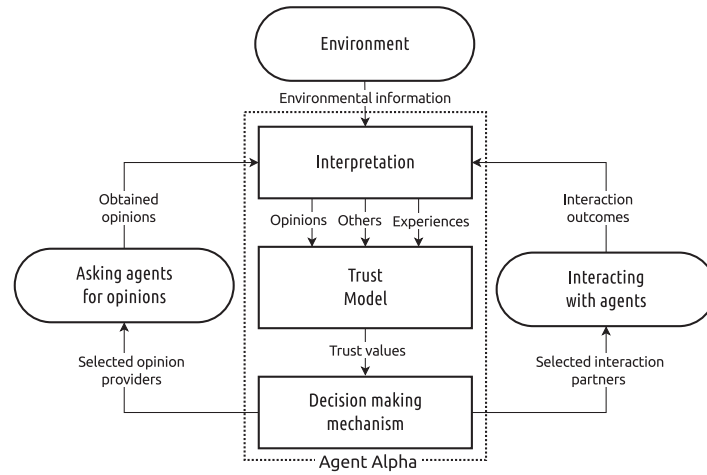 Environment
Environmental information
Interpretation
Obtained
opinions
Interaction
outcomes
Opinions
Others
Experiences
Asking agents
for opinions
Trust
Model
Interacting
with agents
Trust values
Selected opinion
providers
Selected interaction
partners
Decision making
mechanism
Agent Alpha